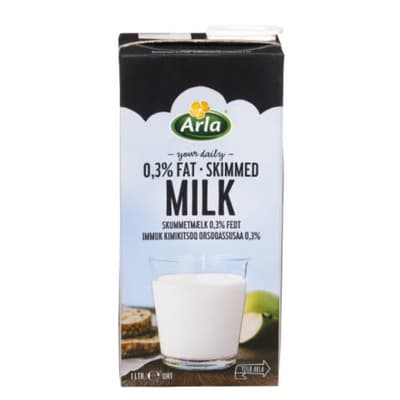 Arla
your daily
0,3% FAT · SKIMMED
MILK
SKUMMETMÆLK 0,3% FEDT
IMMUK KIMIKITSOQ ORSOQASSUSAA 0,3%
1 LTR. ℮ UHT